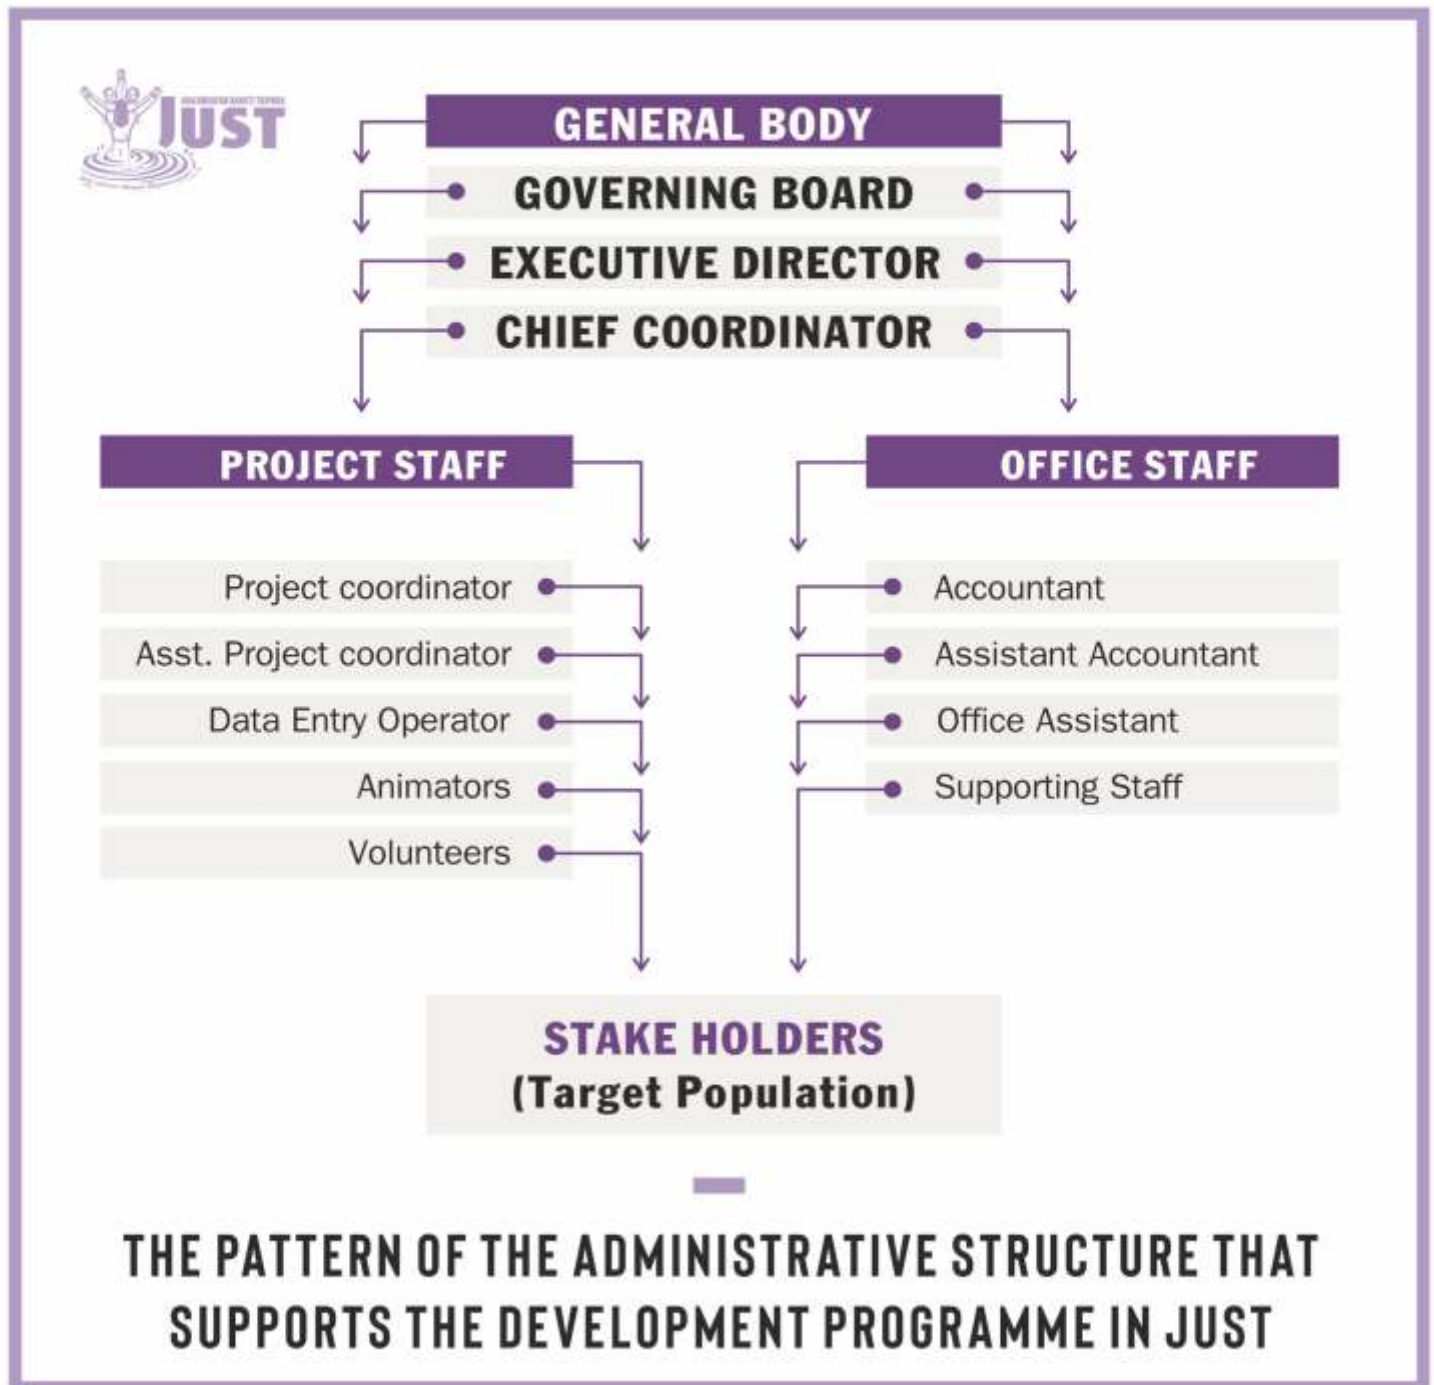 JUST
GENERAL BODY
GOVERNING BOARD
EXECUTIVE DIRECTOR
CHIEF COORDINATOR
PROJECT STAFF
Project coordinator
Asst. Project coordinator
Data Entry Operator
Animators
Volunteers
OFFICE STAFF
Accountant
Assistant Accountant
Office Assistant
Supporting Staff
STAKE HOLDERS
(Target Population)
THE PATTERN OF THE ADMINISTRATIVE STRUCTURE THAT
SUPPORTS THE DEVELOPMENT PROGRAMME IN JUST